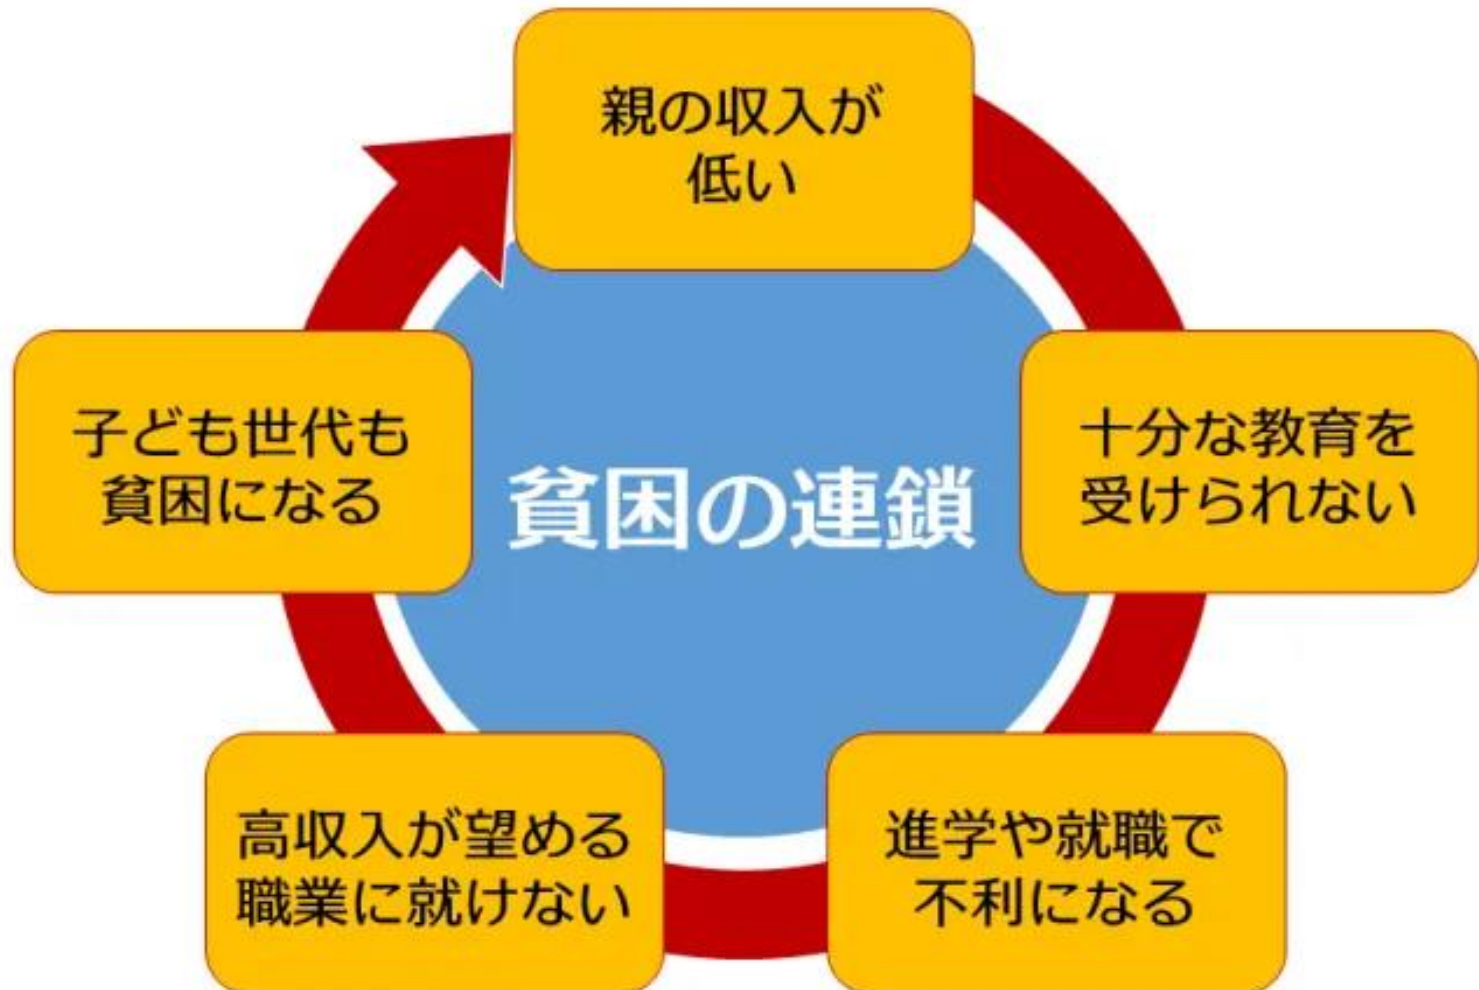 親の収入が
低い
十分な教育を
受けられない
進学や就職で
不利になる
高収入が望める
職業に就けない
子ども世代も
貧困になる
貧困の連鎖